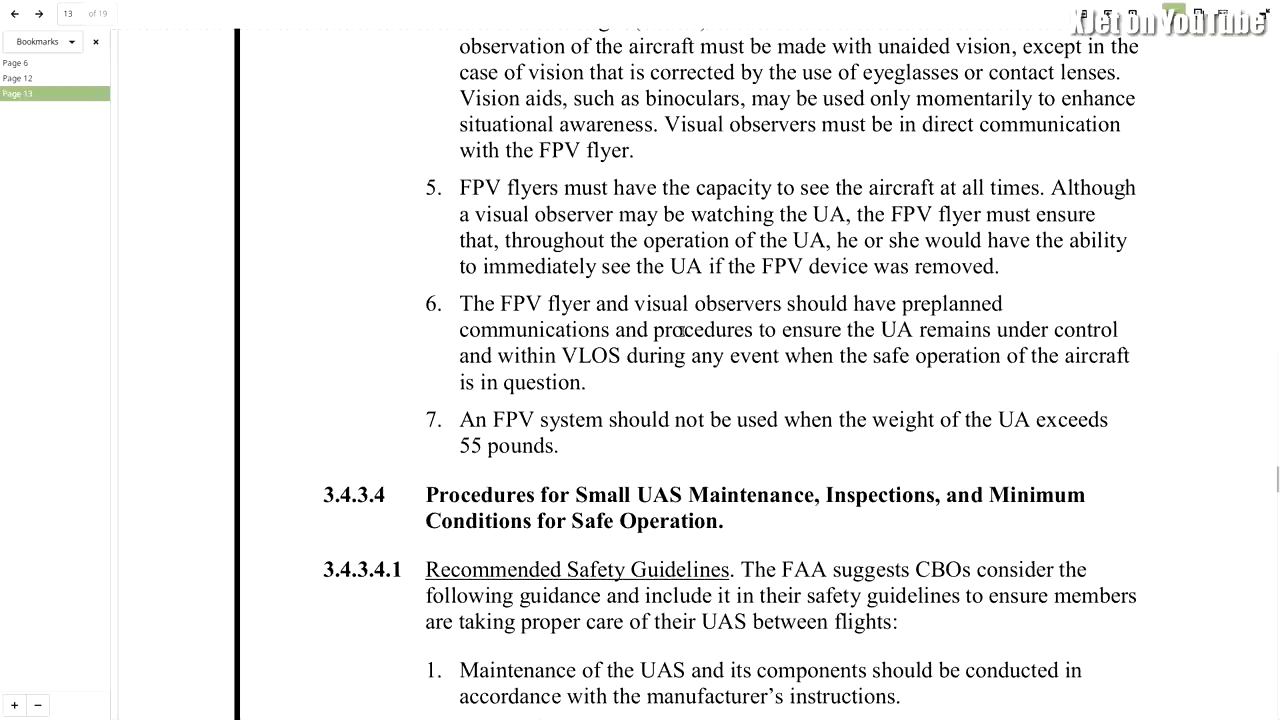 13 of 19
XJet on YouTube
Bookmarks
Page 6
Page 12
Page 13
observation of the aircraft must be made with unaided vision, except in the
case of vision that is corrected by the use of eyeglasses or contact lenses.
Vision aids, such as binoculars, may be used only momentarily to enhance
situational awareness. Visual observers must be in direct communication
with the FPV flyer.
5. FPV flyers must have the capacity to see the aircraft at all times. Although
a visual observer may be watching the UA, the FPV flyer must ensure
that, throughout the operation of the UA, he or she would have the ability
to immediately see the UA if the FPV device was removed.
6. The FPV flyer and visual observers should have preplanned
communications and procedures to ensure the UA remains under control
and within VLOS during any event when the safe operation of the aircraft
is in question.
7. An FPV system should not be used when the weight of the UA exceeds
55 pounds.
3.4.3.4 Procedures for Small UAS Maintenance, Inspections, and Minimum
Conditions for Safe Operation.
3.4.3.4.1 Recommended Safety Guidelines. The FAA suggests CBOs consider the
following guidance and include it in their safety guidelines to ensure members
are taking proper care of their UAS between flights:
1. Maintenance of the UAS and its components should be conducted in
accordance with the manufacturer’s instructions.